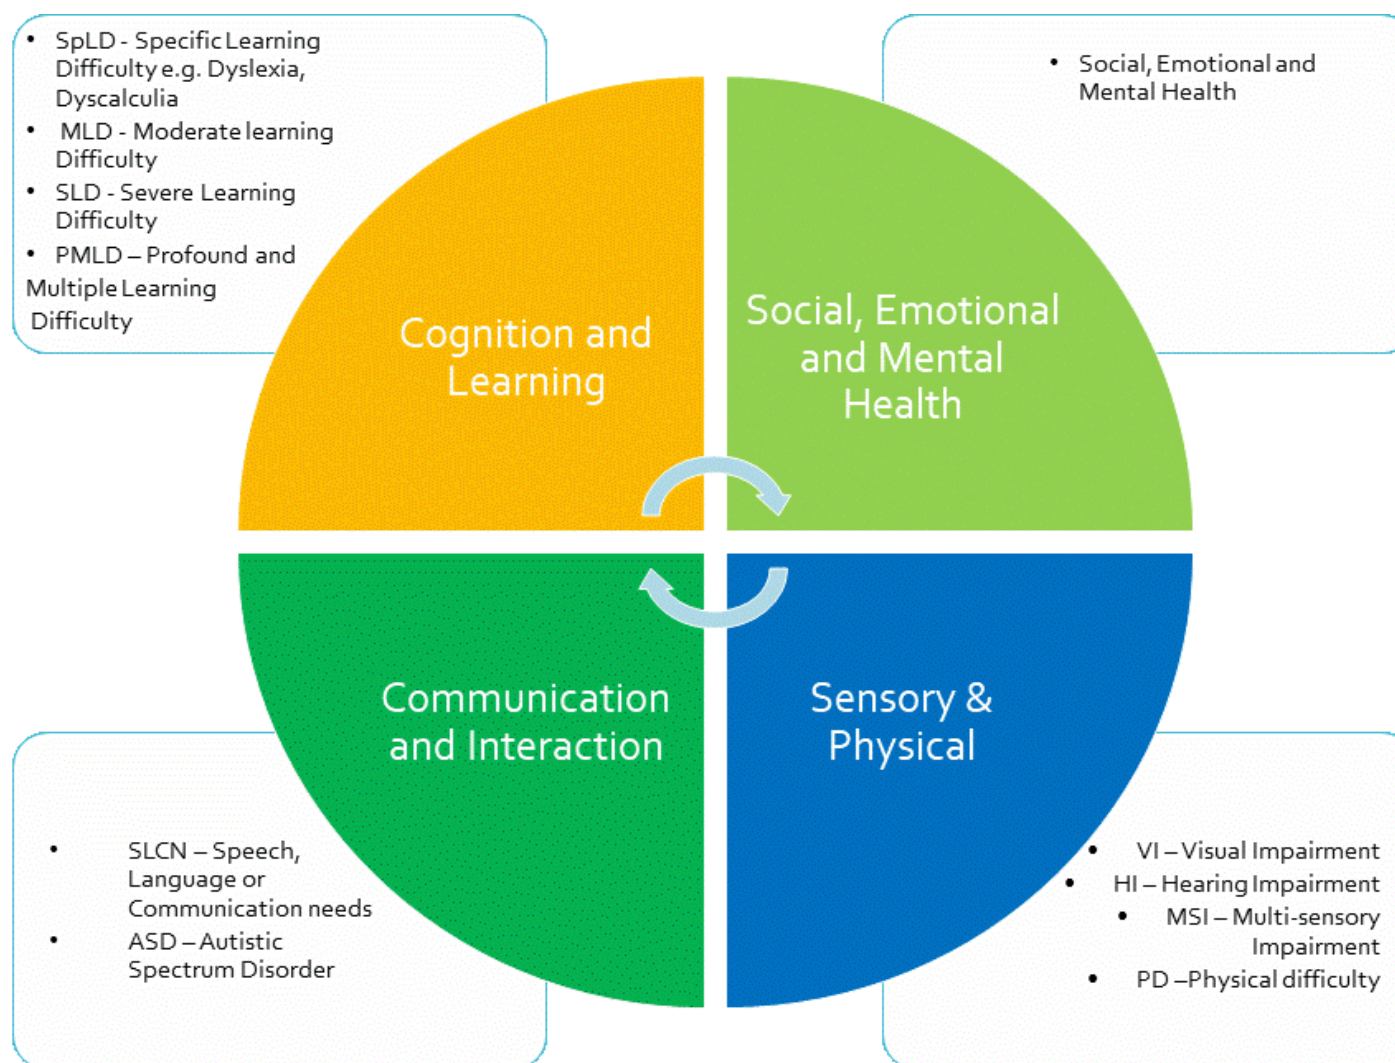 • SpLD - Specific Learning
Difficulty e.g. Dyslexia,
Dyscalculia
• MLD - Moderate learning
Difficulty
• SLD - Severe Learning
Difficulty
• PMLD – Profound and
Multiple Learning
Difficulty
• Social, Emotional and
Mental Health
Cognition and
Learning
Social, Emotional
and Mental
Health
Communication
and Interaction
Sensory &
Physical
• SLCN – Speech,
Language or
Communication needs
• ASD – Autistic
Spectrum Disorder
• VI – Visual Impairment
• HI – Hearing Impairment
• MSI – Multi-sensory
Impairment
• PD –Physical difficulty